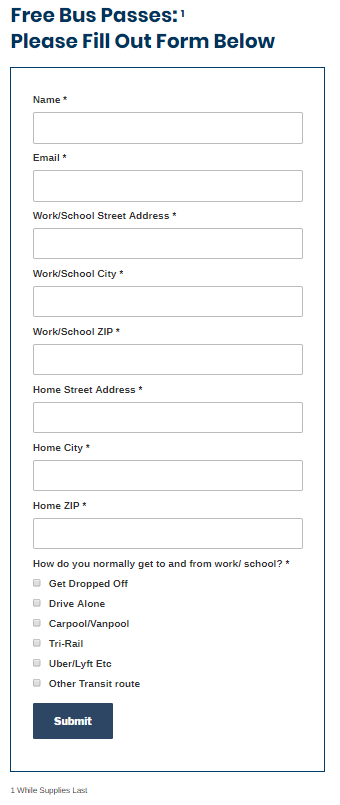 Free Bus Passes: 1
Please Fill Out Form Below
Name *
Email *
Work/School Street Address *
Work/School City *
Work/School ZIP *
Home Street Address *
Home City *
Home ZIP *
How do you normally get to and from work/ school? *
Get Dropped Off
Drive Alone
Carpool/Vanpool
Tri-Rail
Uber/Lyft Etc
Other Transit route
Submit
1 While Supplies Last